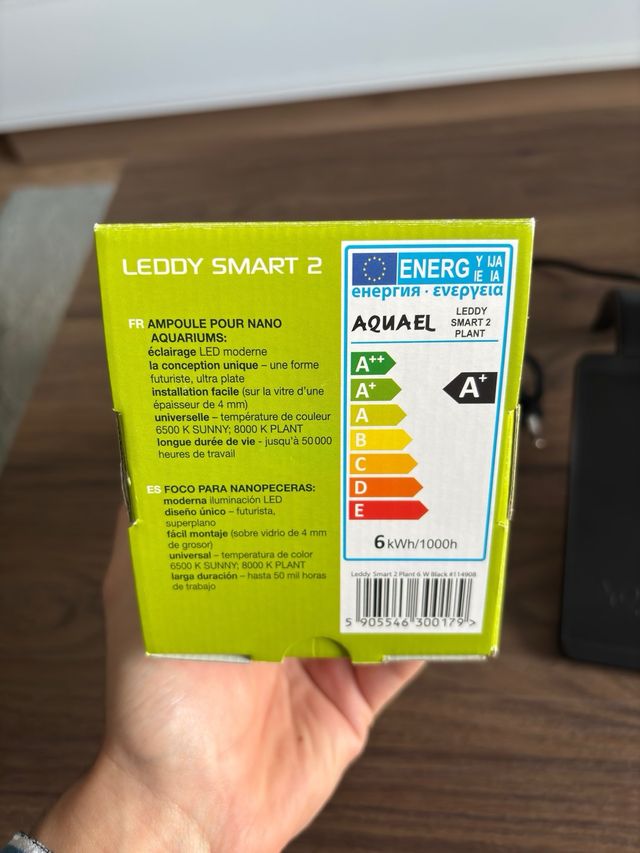 LEDDY SMART 2
FR AMPOULE POUR NANO
AQUARIUMS:
éclairage LED moderne
la conception unique – une forme
futuriste, ultra plate
installation facile (sur la vitre d'une
épaisseur de 4 mm)
universelle – température de couleur
6500 K SUNNY; 8000 K PLANT
longue durée de vie - jusqu'à 50 000
heures de travail
ES FOCO PARA NANOPECERAS:
moderna iluminación LED
diseño único – futurista,
superplano
fácil montaje (sobre vidrio de 4 mm
de grosor)
universal – temperatura de color
6500 K SUNNY; 8000 K PLANT
larga duración – hasta 50 mil horas
de trabajo
ENERG Y IJA
IE IA
енергия · ενεργεια
AQUAEL
LEDDY
SMART 2
PLANT
A++
A+
A+
A
B
C
D
E
6 kWh/1000h
Leddy Smart 2 Plant 6 W Black #114908
5 905546 300179 >